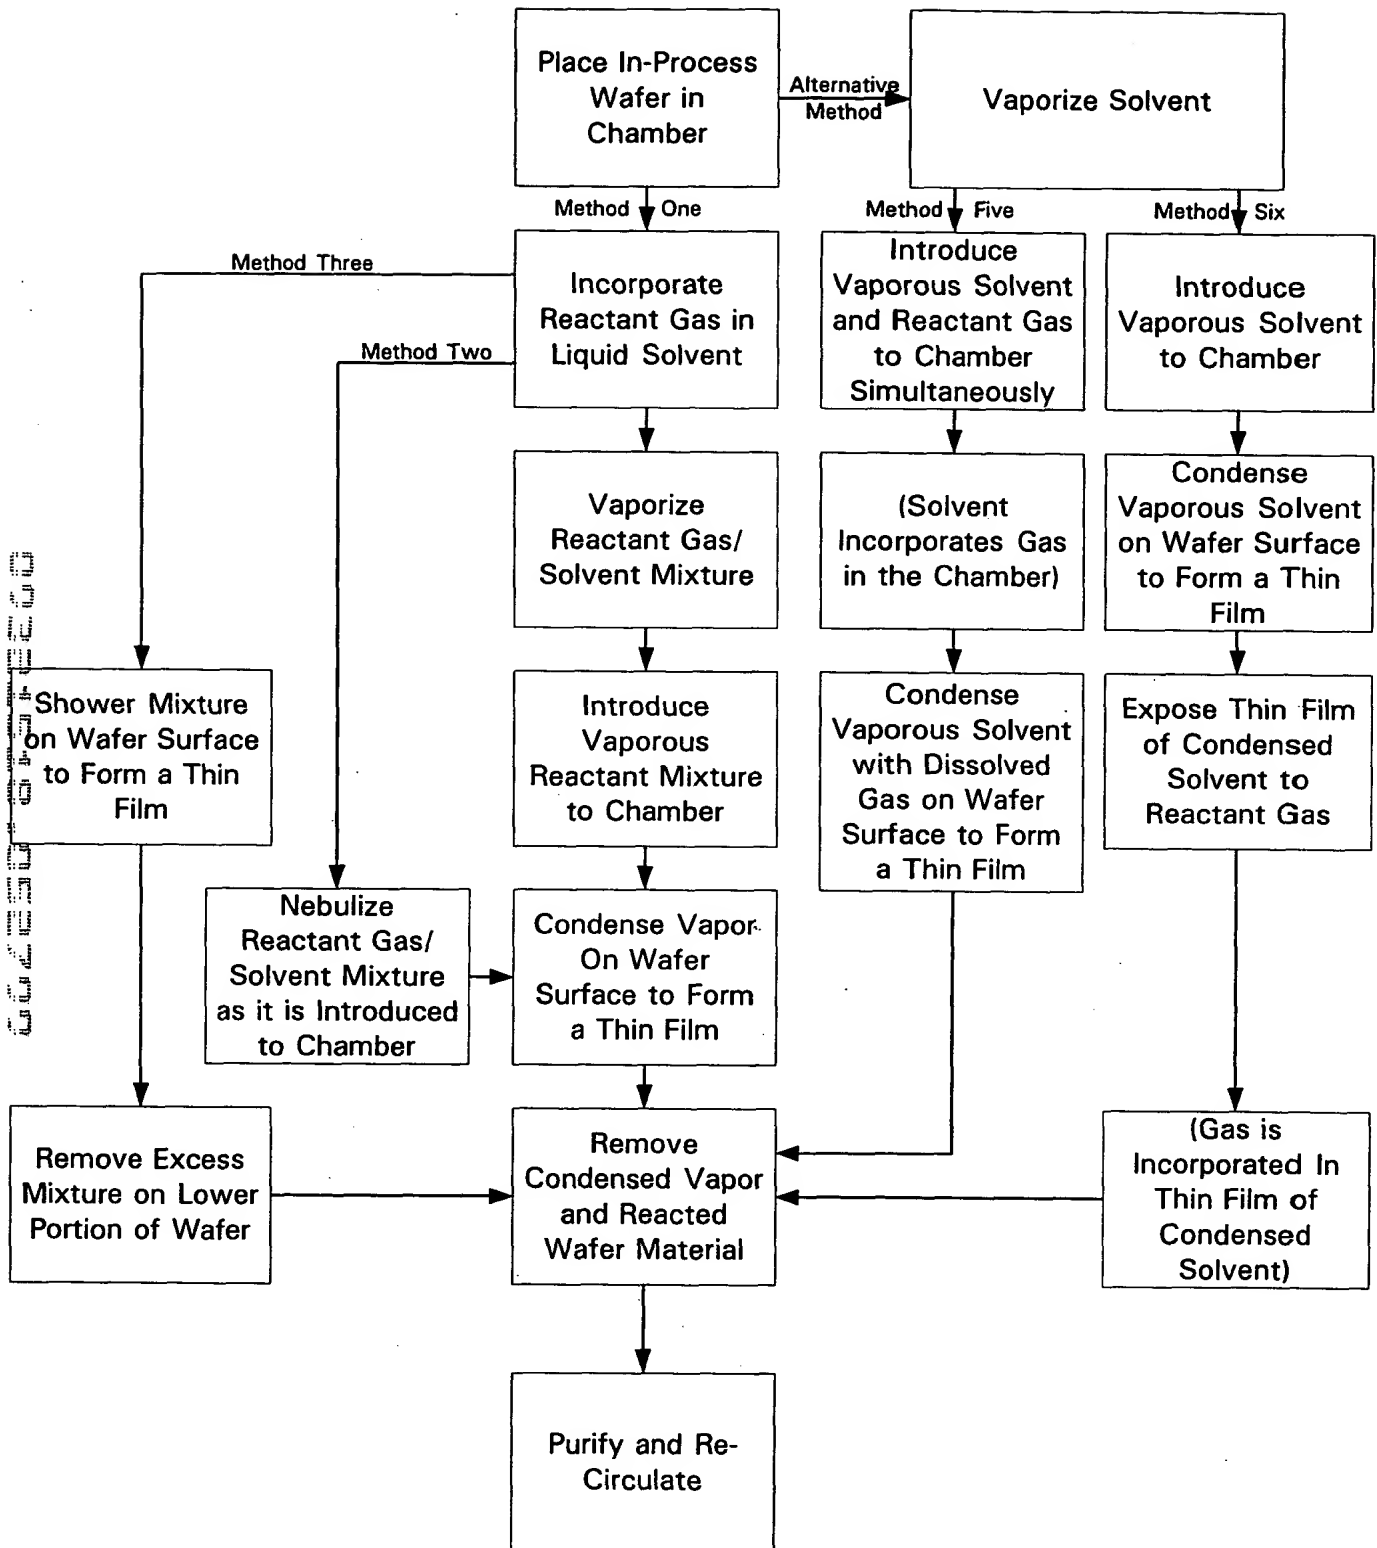 Place In-Process
Wafer in
Chamber
Alternative
Method
Vaporize Solvent
Method One
Method Five
Method Six
Method Three
Incorporate
Reactant Gas in
Liquid Solvent
Method Two
Introduce
Vaporous Solvent
and Reactant Gas
to Chamber
Simultaneously
Introduce
Vaporous Solvent
to Chamber
Vaporize
Reactant Gas/
Solvent Mixture
(Solvent
Incorporates Gas
in the Chamber)
Condense
Vaporous Solvent
on Wafer Surface
to Form a Thin
Film
Shower Mixture
on Wafer Surface
to Form a Thin
Film
Introduce
Vaporous
Reactant Mixture
to Chamber
Condense
Vaporous Solvent
with Dissolved
Gas on Wafer
Surface to Form
a Thin Film
Expose Thin Film
of Condensed
Solvent to
Reactant Gas
Nebulize
Reactant Gas/
Solvent Mixture
as it is Introduced
to Chamber
Condense Vapor
On Wafer
Surface to Form
a Thin Film
Remove Excess
Mixture on Lower
Portion of Wafer
Remove
Condensed Vapor
and Reacted
Wafer Material
(Gas is
Incorporated In
Thin Film of
Condensed
Solvent)
Purify and Re-
Circulate